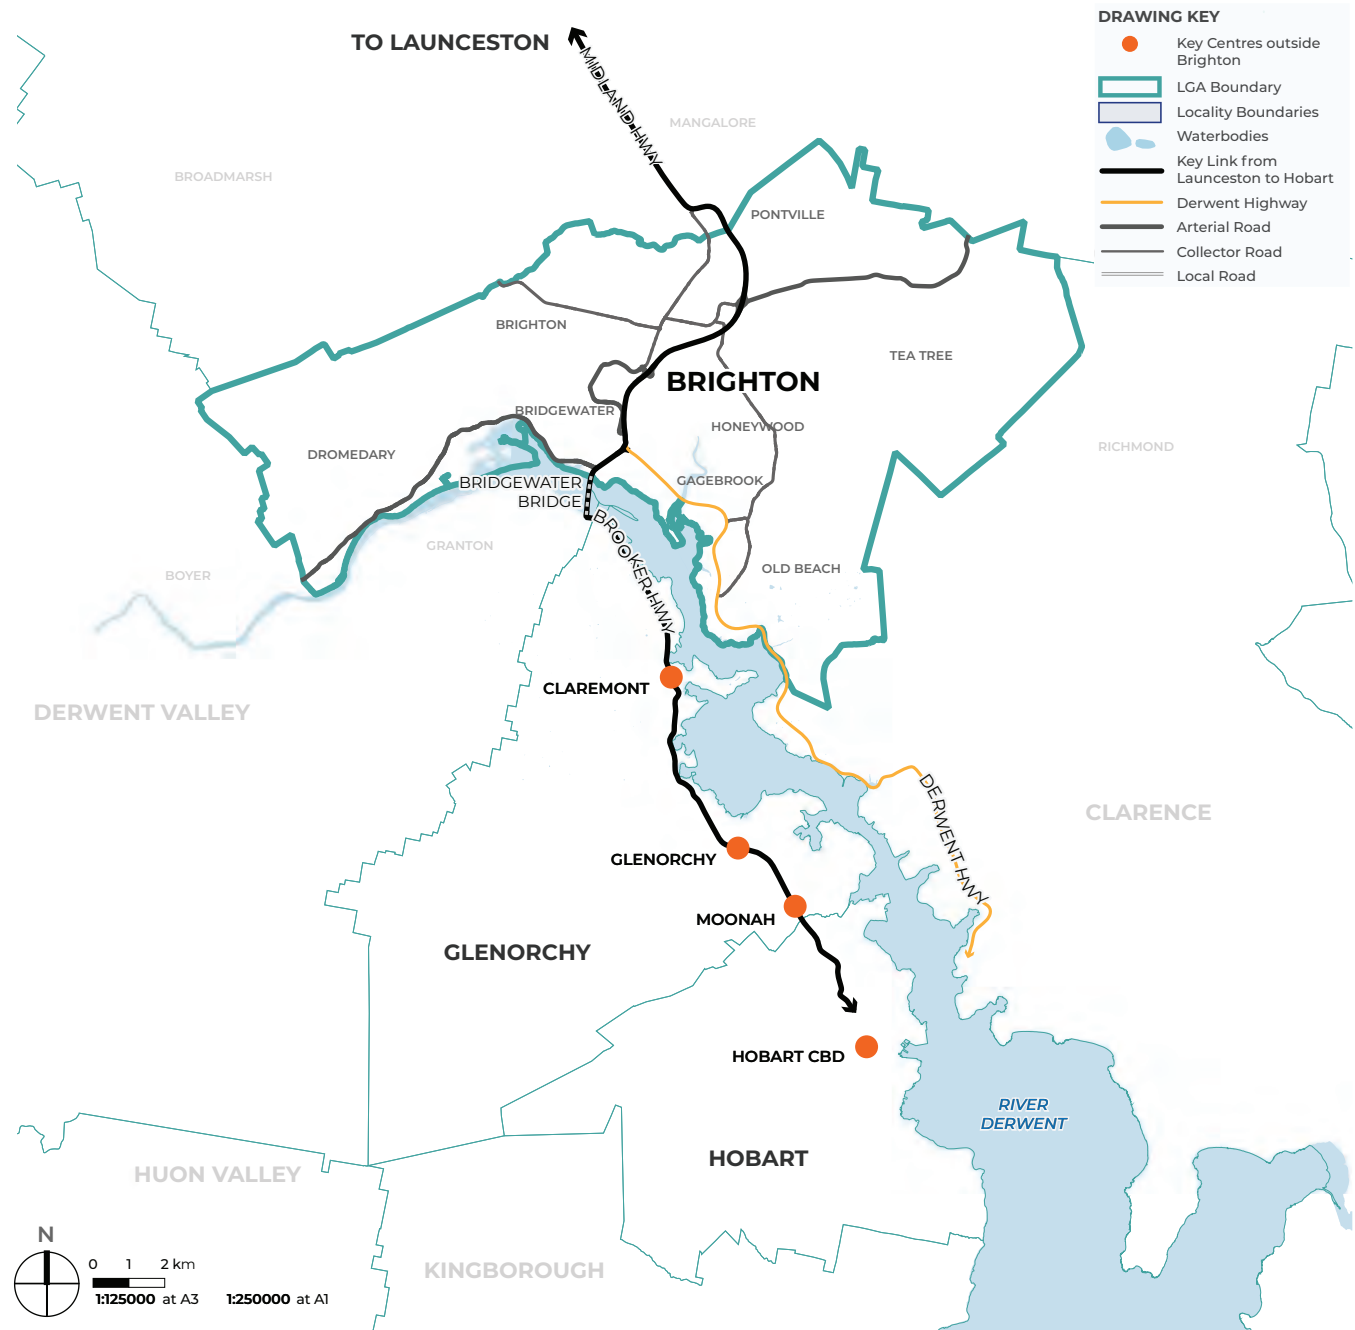 DRAWING KEY
Key Centres outside
Brighton
LGA Boundary
Locality Boundaries
Waterbodies
Key Link from
Launceston to Hobart
Derwent Highway
Arterial Road
Collector Road
Local Road
TO LAUNCESTON
MIDLAND HWY
MANGALORE
BROADMARSH
PONTVILLE
BRIGHTON
TEA TREE
BRIGHTON
BRIDGEWATER
HONEYWOOD
RICHMOND
DROMEDARY
GAGEBROOK
BRIDGEWATER
BRIDGE
BROOKER HWY
GRANTON
OLD BEACH
BOYER
CLAREMONT
DERWENT VALLEY
DERWENT HWY
CLARENCE
GLENORCHY
MOONAH
GLENORCHY
HOBART CBD
RIVER
DERWENT
HOBART
HUON VALLEY
KINGBOROUGH
N
0 1 2 km
1:125000 at A3 1:250000 at A1